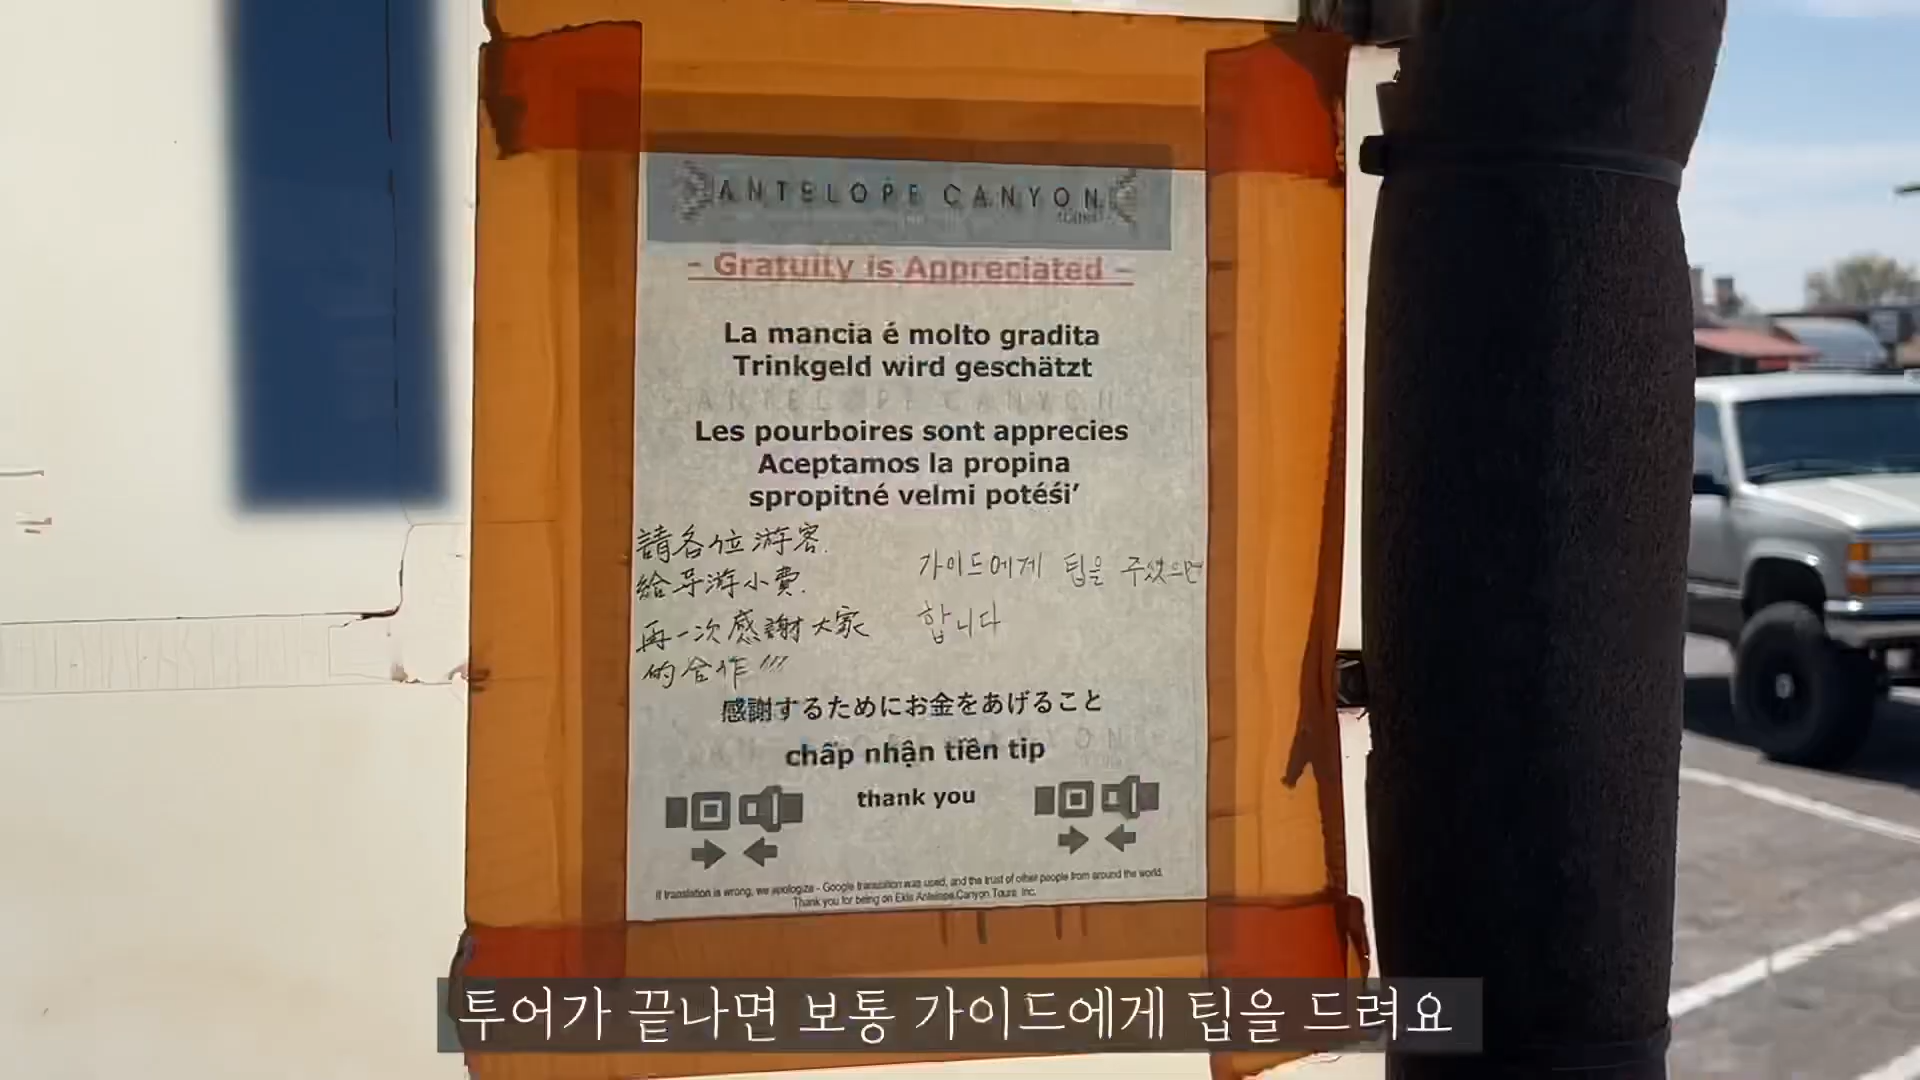 ANTELOPE CANYON
- Gratuity is Appreciated -
La mancia é molto gradita
Trinkgeld wird geschätzt
ANTELOPE CANYON
Les pourboires sont apprecies
Aceptamos la propina
spropitné velmi potéśi’
請各位游客.
給导游小費.
再一次感謝大家
的合作!!!
가이드에게 팁을 주셨으면
합니다
感謝するためにお金をあげること
chấp nhận tiền tip
thank you
If translation is wrong, we apologize - Google translation was used, and the trust of other people from around the world.
Thank you for being on Ekis Antelope Canyon Tours Inc.
투어가 끝나면 보통 가이드에게 팁을 드려요